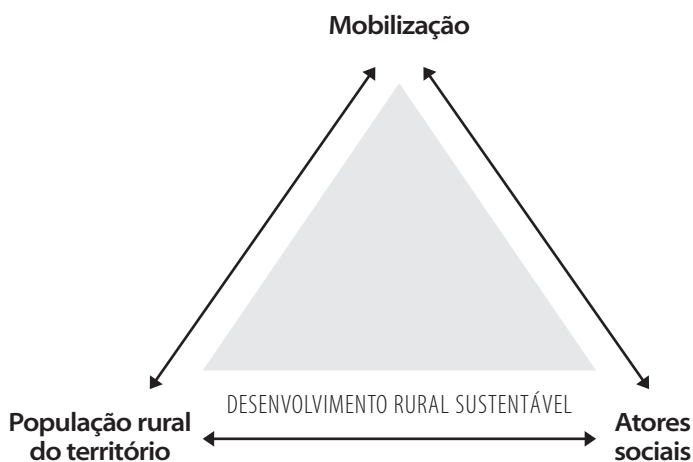 Mobilização
DESENVOLVIMENTO RURAL SUSTENTÁVEL
População rural
do território
Atores
sociais